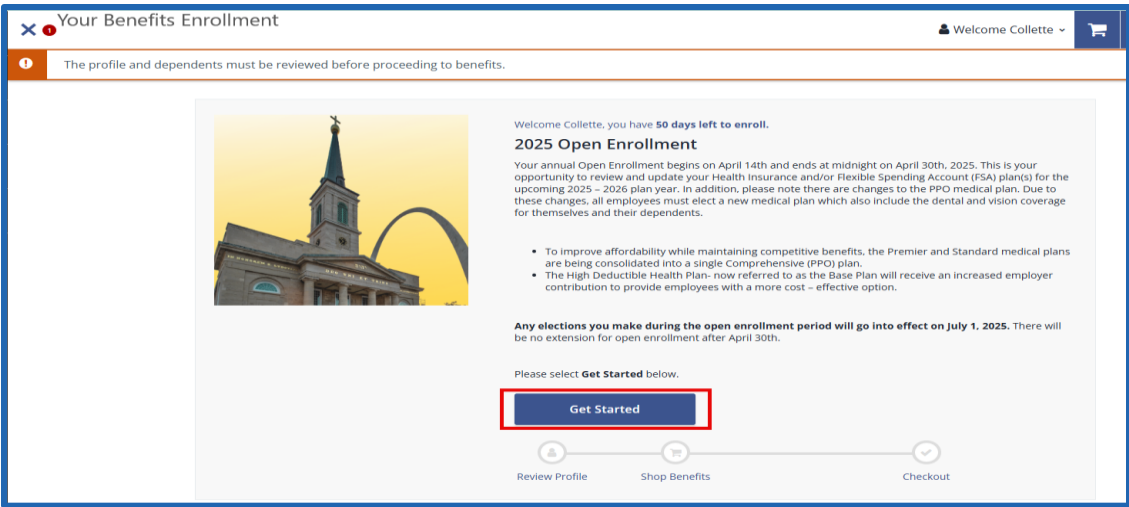 Your Benefits Enrollment
1
Welcome Collette
The profile and dependents must be reviewed before proceeding to benefits.
Welcome Collette, you have 50 days left to enroll.
2025 Open Enrollment
Your annual Open Enrollment begins on April 14th and ends at midnight on April 30th, 2025. This is your
opportunity to review and update your Health Insurance and/or Flexible Spending Account (FSA) plan(s) for the
upcoming 2025 – 2026 plan year. In addition, please note there are changes to the PPO medical plan. Due to
these changes, all employees must elect a new medical plan which also include the dental and vision coverage
for themselves and their dependents.
• To improve affordability while maintaining competitive benefits, the Premier and Standard medical plans
are being consolidated into a single Comprehensive (PPO) plan.
• The High Deductible Health Plan- now referred to as the Base Plan will receive an increased employer
contribution to provide employees with a more cost – effective option.
Any elections you make during the open enrollment period will go into effect on July 1, 2025. There will
be no extension for open enrollment after April 30th.
Please select Get Started below.
Get Started
Review Profile
Shop Benefits
Checkout